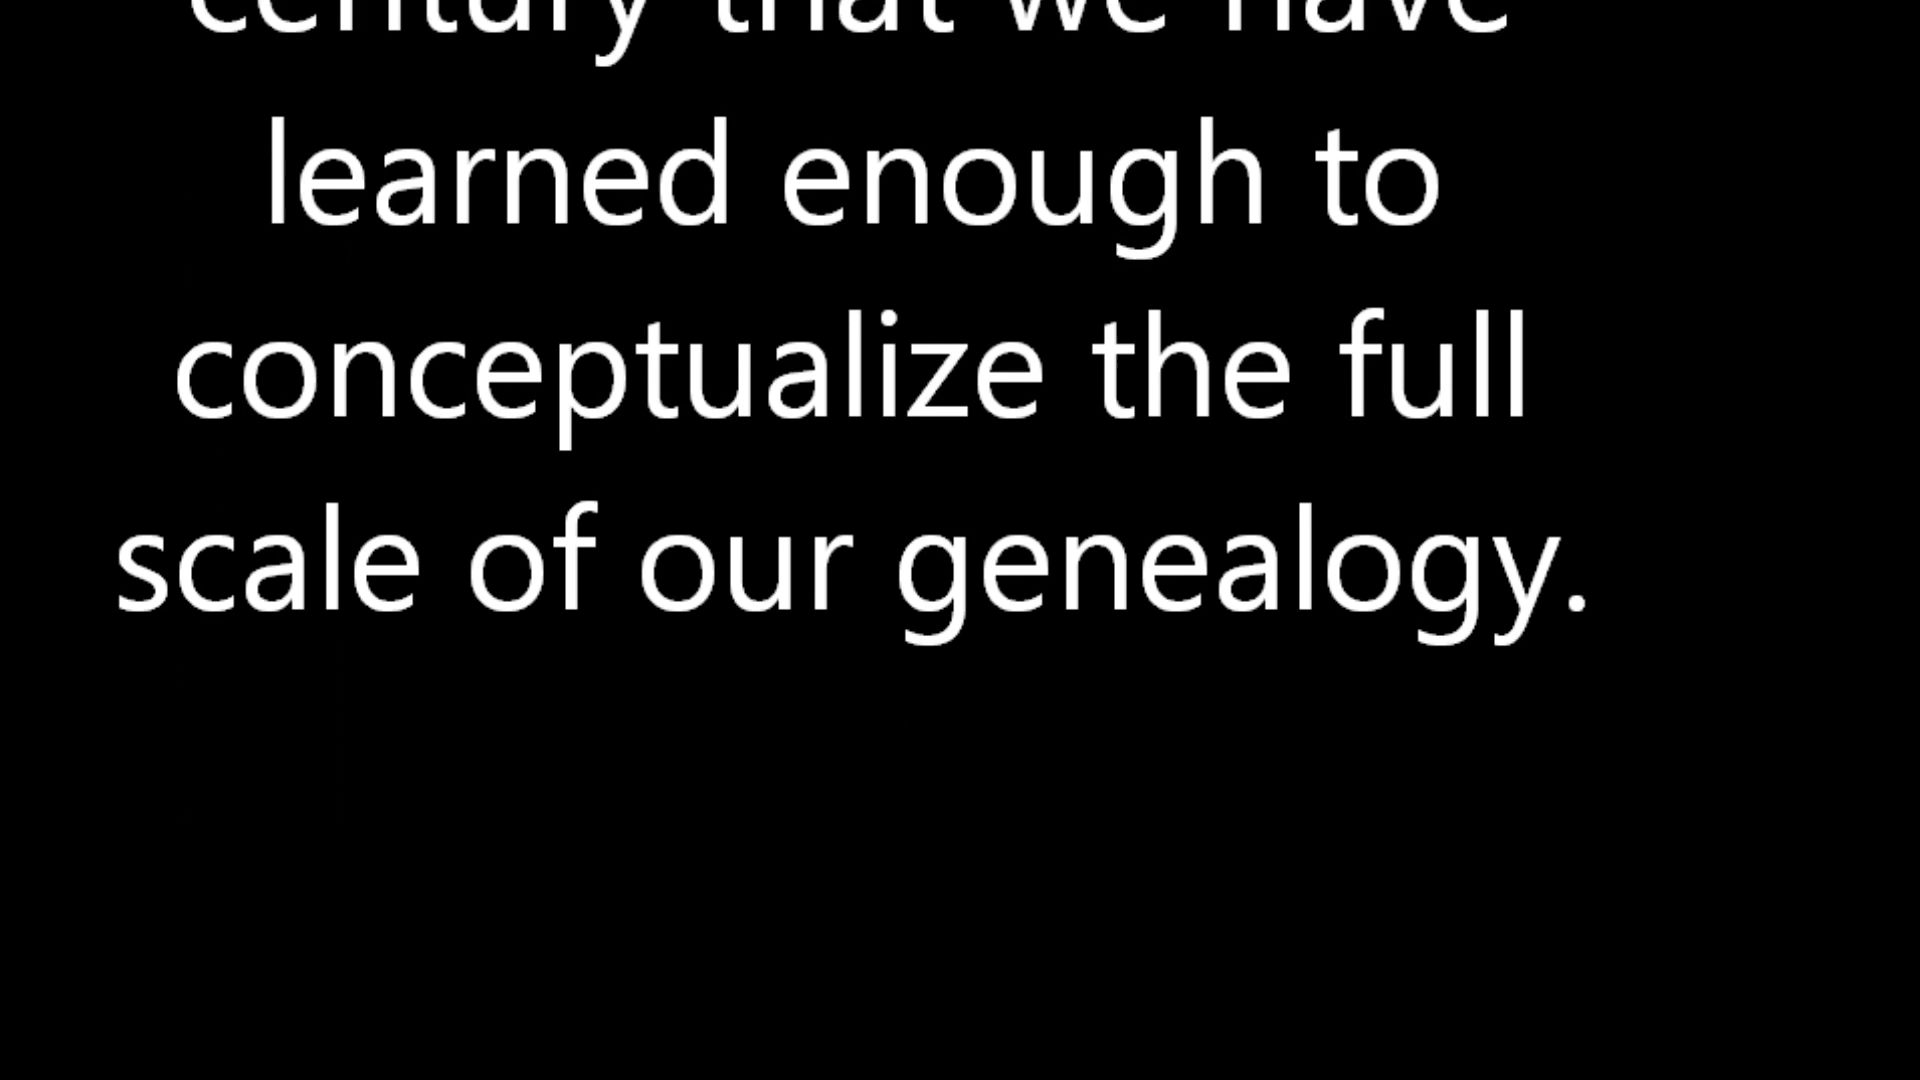 century that we have
learned enough to
conceptualize the full
scale of our genealogy.